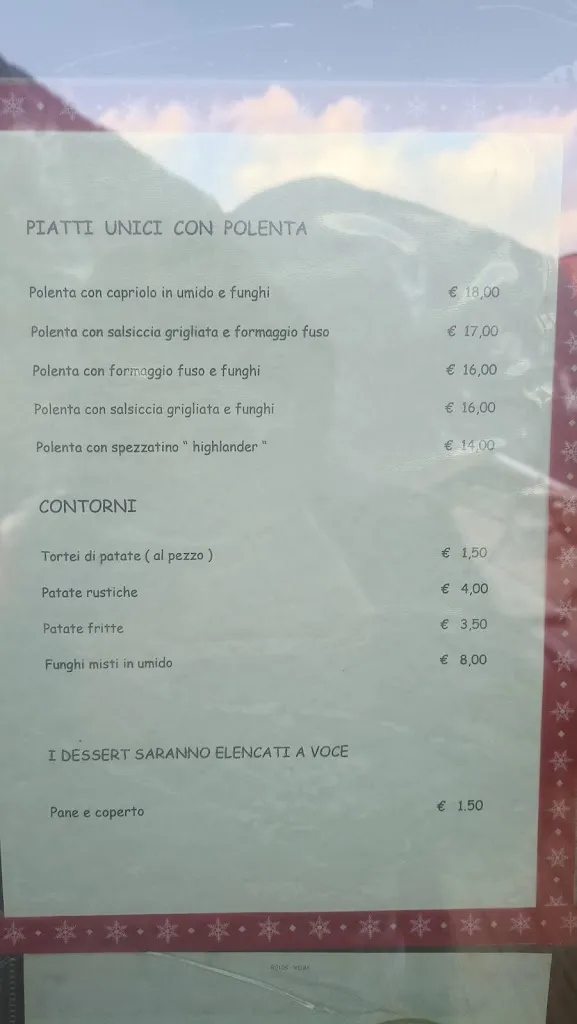 PIATTI UNICI CON POLENTA
Polenta con capriolo in umido e funghi € 18,00
Polenta con salsiccia grigliata e formaggio fuso € 17,00
Polenta con formaggio fuso e funghi € 16,00
Polenta con salsiccia grigliata e funghi € 16,00
Polenta con spezzatino “ highlander “ € 14,00
CONTORNI
Tortei di patate ( al pezzo ) € 1,50
Patate rustiche € 4,00
Patate fritte € 3,50
Funghi misti in umido € 8,00
I DESSERT SARANNO ELENCATI A VOCE
Pane e coperto € 1.50